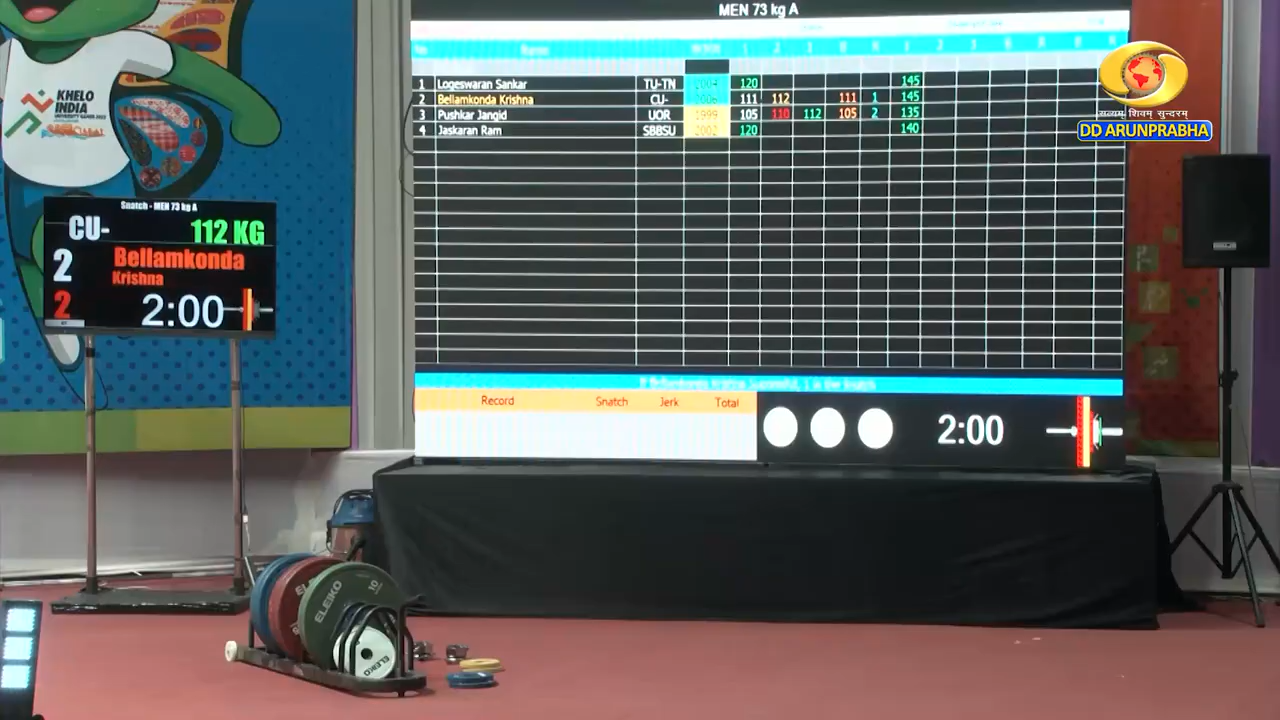 MEN 73 kg A
1 Logeswaran Sankar TU-TN 2004 120 145
2 Bellamkonda Krishna CU- 2006 111 112 111 1 145
3 Pushkar Jangid UOR 1999 105 110 112 105 2 135
4 Jaskaran Ram SBBSU 2002 120 140
Record Snatch Jerk Total
2:00
सत्यम् शिवम् सुन्दरम्
DD ARUNPRABHA
KHELO
INDIA
Snatch - MEN 73 kg A
CU- 112 KG
2 Bellamkonda
Krishna
2 2:00
ELEIKO 10
ELEIKO